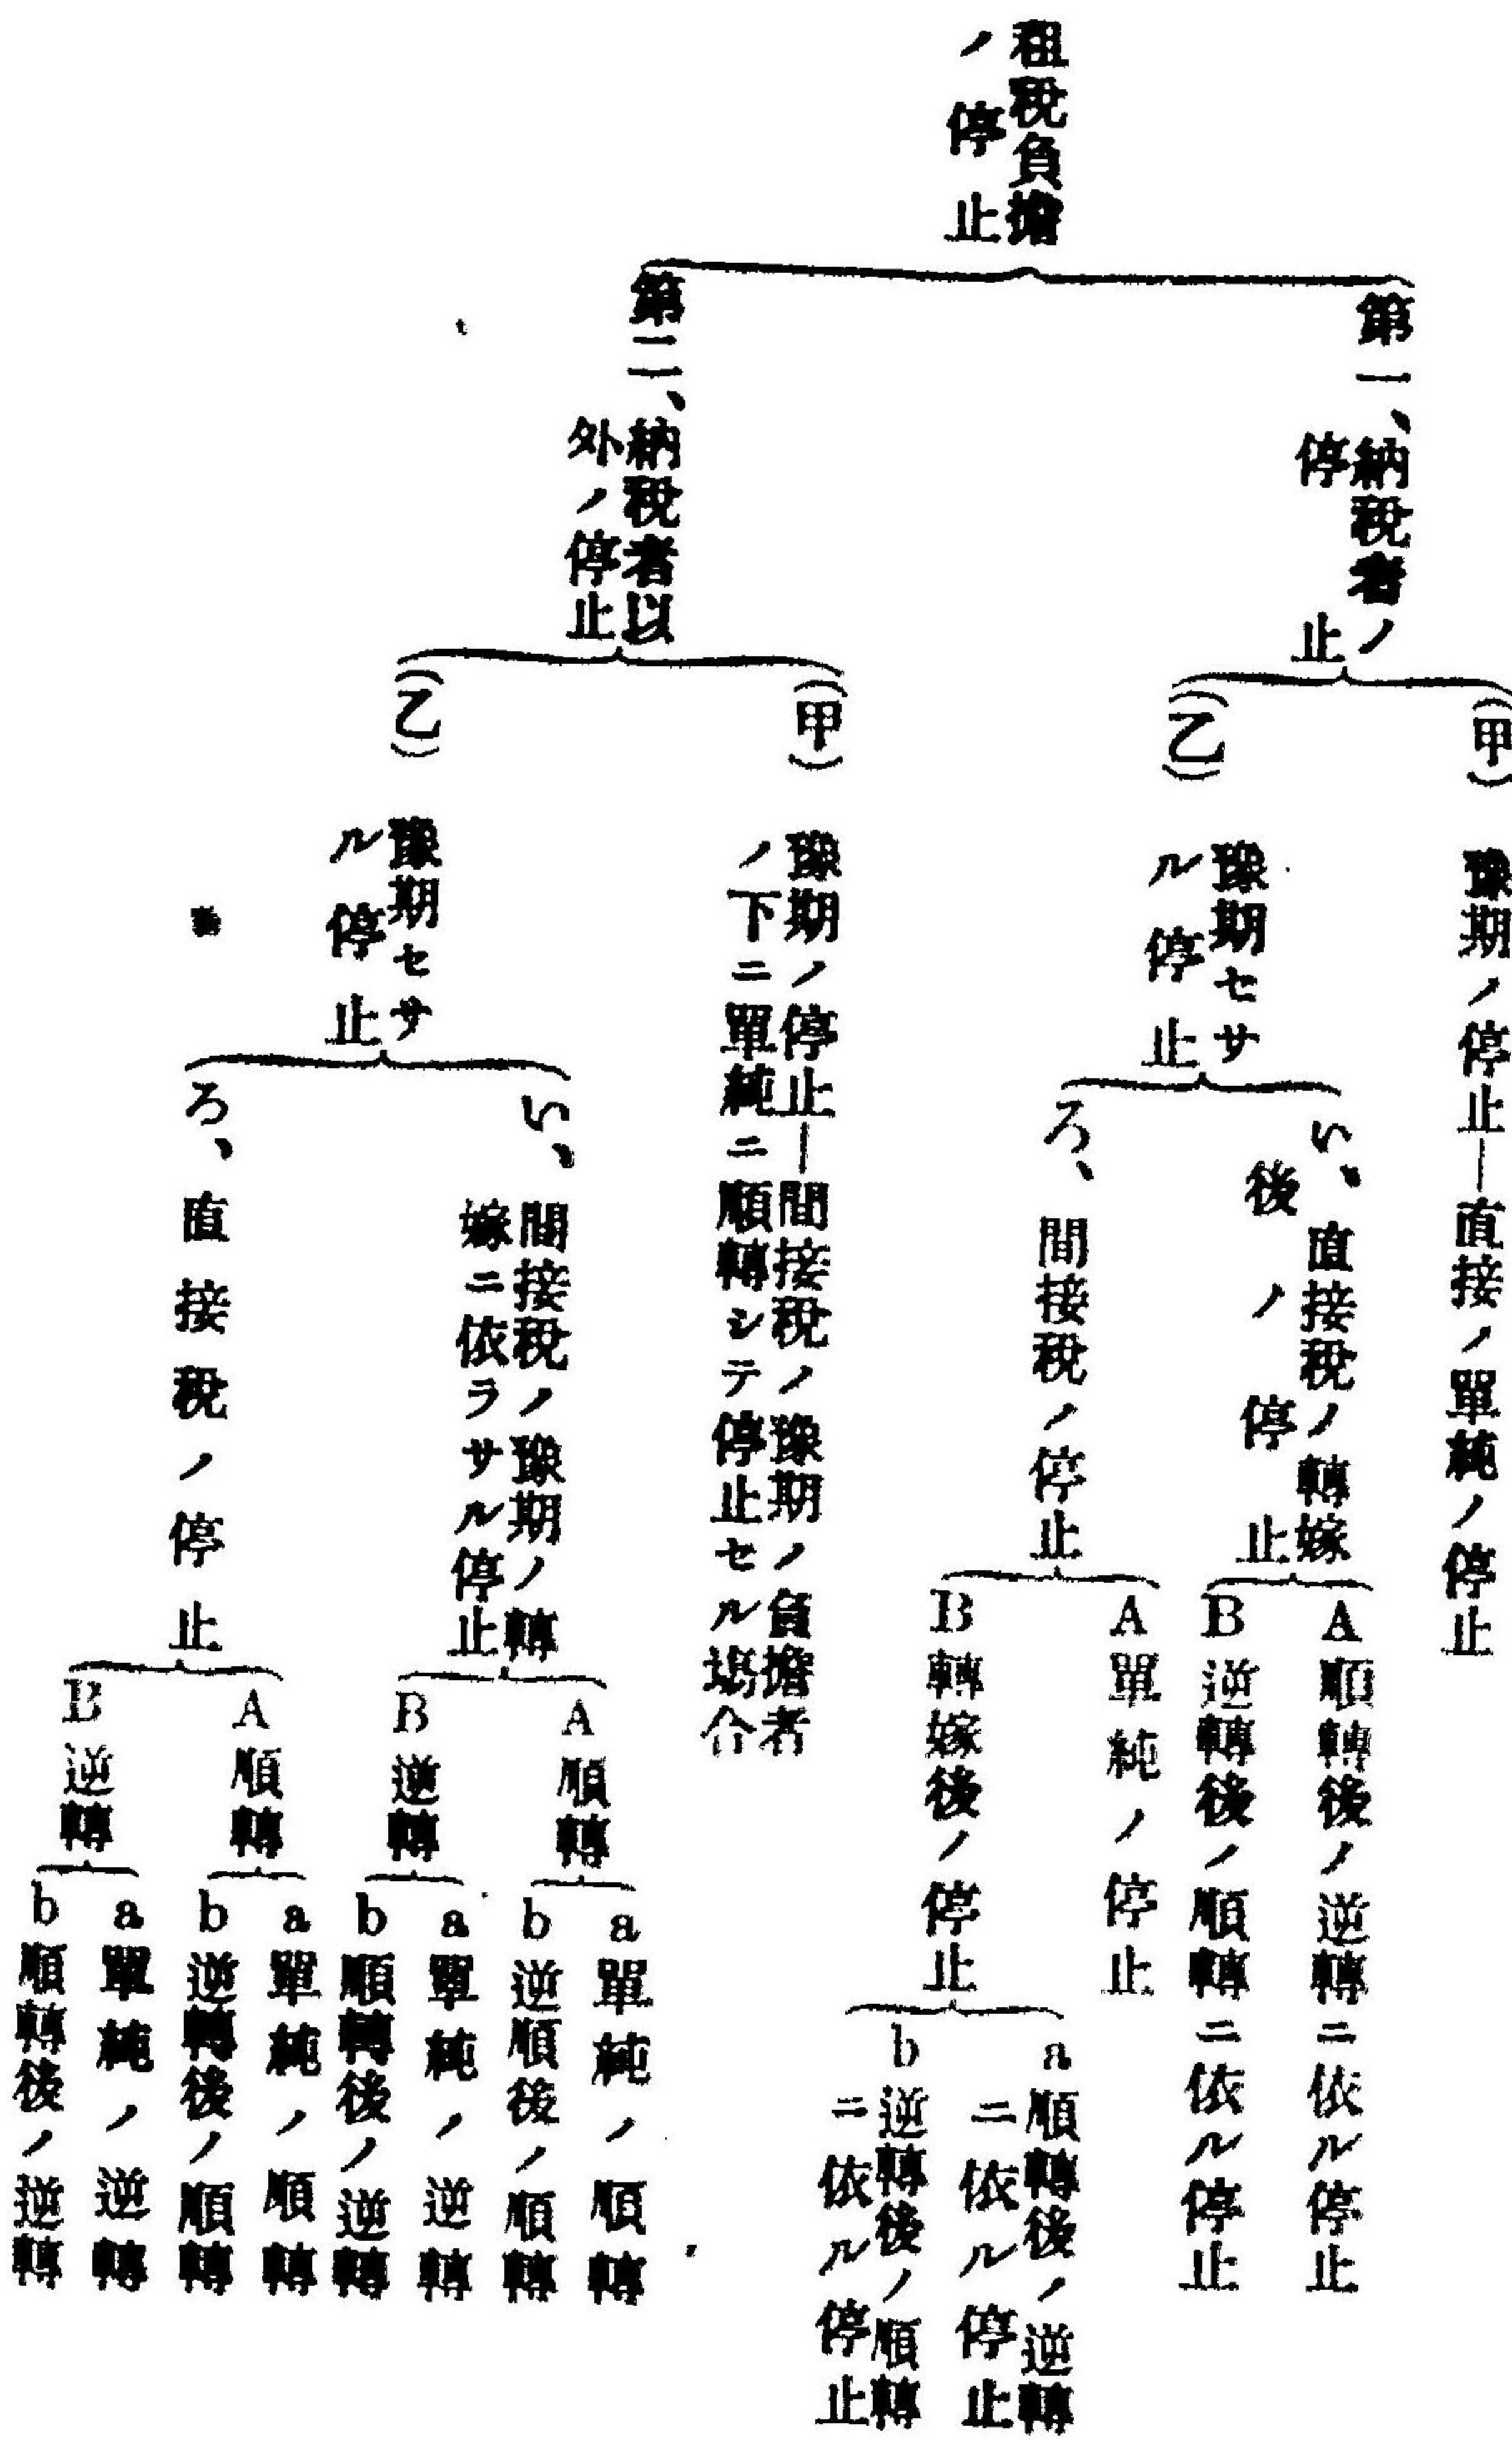 租稅負擔
ノ停止
第一、納稅者ノ
停止
(甲)
豫期ノ停止—直接ノ單純ノ停止
(乙)
豫期セサ
ル停止
い、直接稅ノ轉嫁
後ノ停止
A順轉後ノ逆轉ニ依ル停止
B逆轉後ノ順轉ニ依ル停止
ろ、間接稅ノ停止
A單純ノ停止
B轉嫁後ノ停止
a順轉後ノ逆轉
ニ依ル停止
b逆轉後ノ順轉
ニ依ル停止
第二、納稅者以
外ノ停止
(甲)
豫期ノ停止—間接稅ノ豫期ノ負擔者
ノ下ニ單純ニ順轉シテ停止セル塲合
(乙)
豫期セサ
ル停止
い、間接稅ノ豫期ノ轉
嫁ニ依ラサル停止
A順轉
a單純ノ順轉
b逆順後ノ順轉
B逆轉
a單純ノ逆轉
b順轉後ノ逆轉
ろ、直接稅ノ停止
A順轉
a單純ノ順轉
b逆轉後ノ順轉
B逆轉
a單純ノ逆轉
b順轉後ノ逆轉